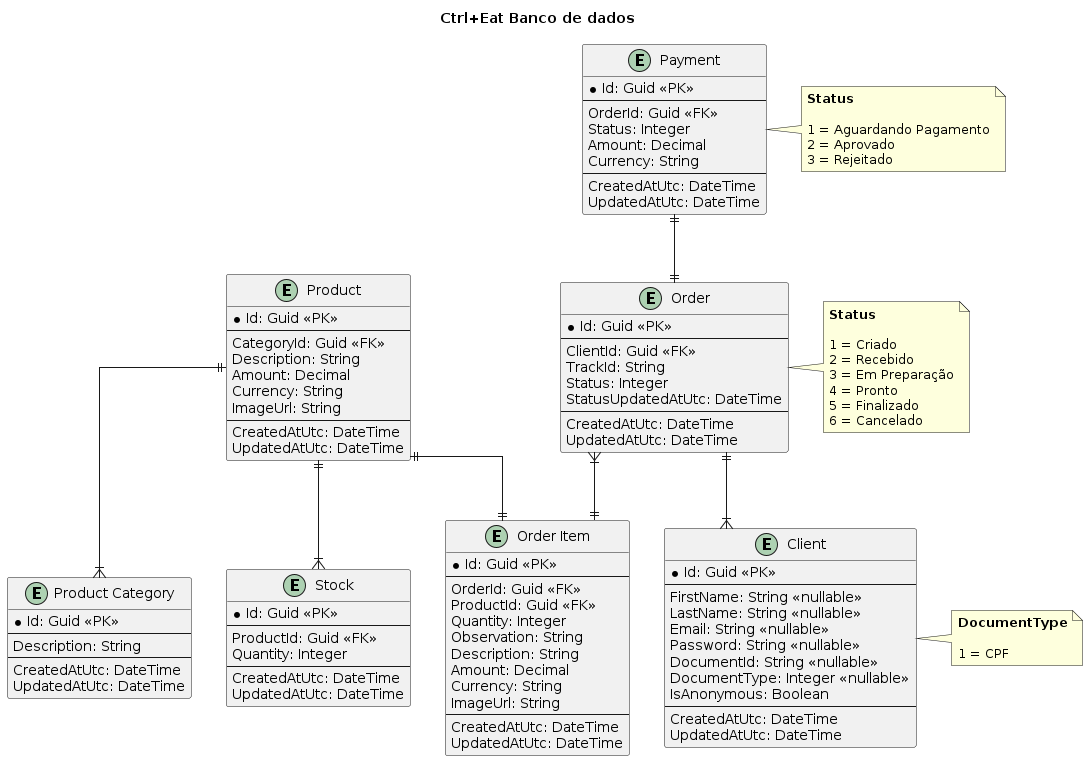 Ctrl+Eat Banco de dados
E Payment
Id: Guid «PK»
OrderId: Guid «FK»
Status: Integer
Amount: Decimal
Currency: String
CreatedAtUtc: DateTime
UpdatedAtUtc: DateTime
Status
1 = Aguardando Pagamento
2 = Aprovado
3 = Rejeitado
E Product
Id: Guid «PK»
CategoryId: Guid «FK»
Description: String
Amount: Decimal
Currency: String
ImageUrl: String
CreatedAtUtc: DateTime
UpdatedAtUtc: DateTime
E Order
Id: Guid «PK»
ClientId: Guid «FK»
TrackId: String
Status: Integer
StatusUpdatedAtUtc: DateTime
CreatedAtUtc: DateTime
UpdatedAtUtc: DateTime
Status
1 = Criado
2 = Recebido
3 = Em Preparação
4 = Pronto
5 = Finalizado
6 = Cancelado
E Product Category
Id: Guid «PK»
Description: String
CreatedAtUtc: DateTime
UpdatedAtUtc: DateTime
E Stock
Id: Guid «PK»
ProductId: Guid «FK»
Quantity: Integer
CreatedAtUtc: DateTime
UpdatedAtUtc: DateTime
E Order Item
Id: Guid «PK»
OrderId: Guid «FK»
ProductId: Guid «FK»
Quantity: Integer
Observation: String
Description: String
Amount: Decimal
Currency: String
ImageUrl: String
CreatedAtUtc: DateTime
UpdatedAtUtc: DateTime
E Client
Id: Guid «PK»
FirstName: String «nullable»
LastName: String «nullable»
Email: String «nullable»
Password: String «nullable»
DocumentId: String «nullable»
DocumentType: Integer «nullable»
IsAnonymous: Boolean
CreatedAtUtc: DateTime
UpdatedAtUtc: DateTime
DocumentType
1 = CPF